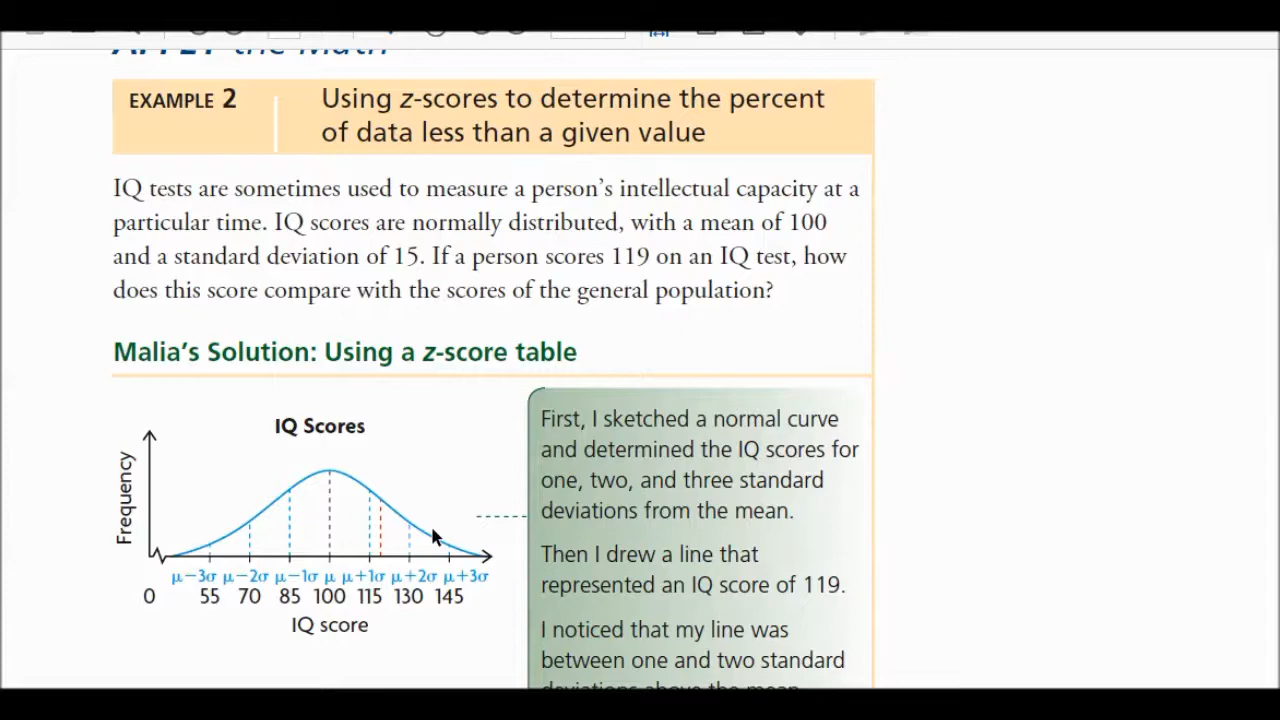 the Math
EXAMPLE 2
Using z-scores to determine the percent
of data less than a given value
IQ tests are sometimes used to measure a person's intellectual capacity at a
particular time. IQ scores are normally distributed, with a mean of 100
and a standard deviation of 15. If a person scores 119 on an IQ test, how
does this score compare with the scores of the general population?
Malia's Solution: Using a z-score table
IQ Scores
Frequency
μ−3σ μ−2σ μ−1σ μ μ+1σ μ+2σ μ+3σ
0 55 70 85 100 115 130 145
IQ score
First, I sketched a normal curve
and determined the IQ scores for
one, two, and three standard
deviations from the mean.
Then I drew a line that
represented an IQ score of 119.
I noticed that my line was
between one and two standard
deviations above the mean.